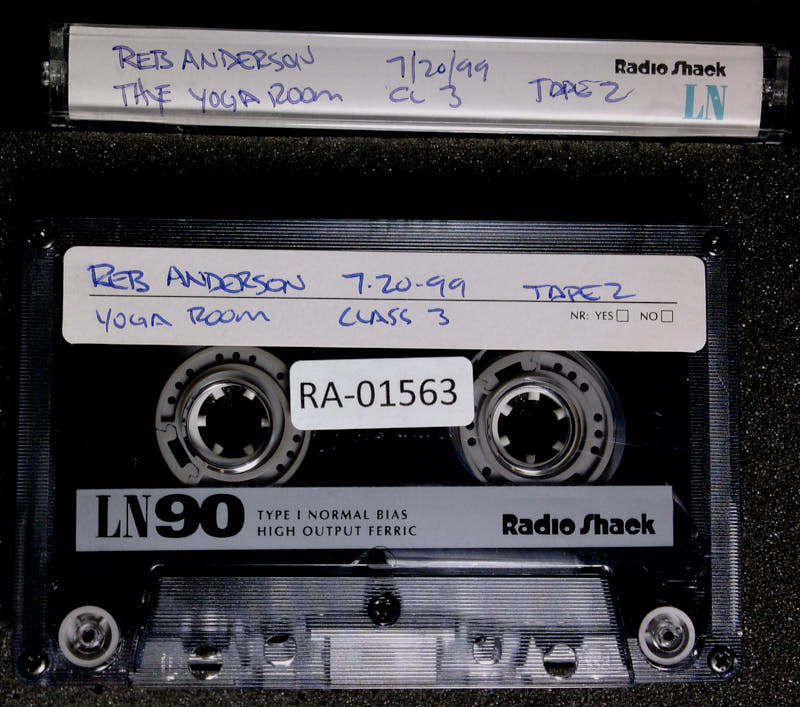 REB ANDERSON 7/20/99 Radio Shack
THE YOGA ROOM CL 3 TAPE 2 LN
REB ANDERSON 7.20-99 TAPE 2
YOGA ROOM CLASS 3 NR: YES NO
RA-01563
LN90 TYPE I NORMAL BIAS
HIGH OUTPUT FERRIC Radio Shack